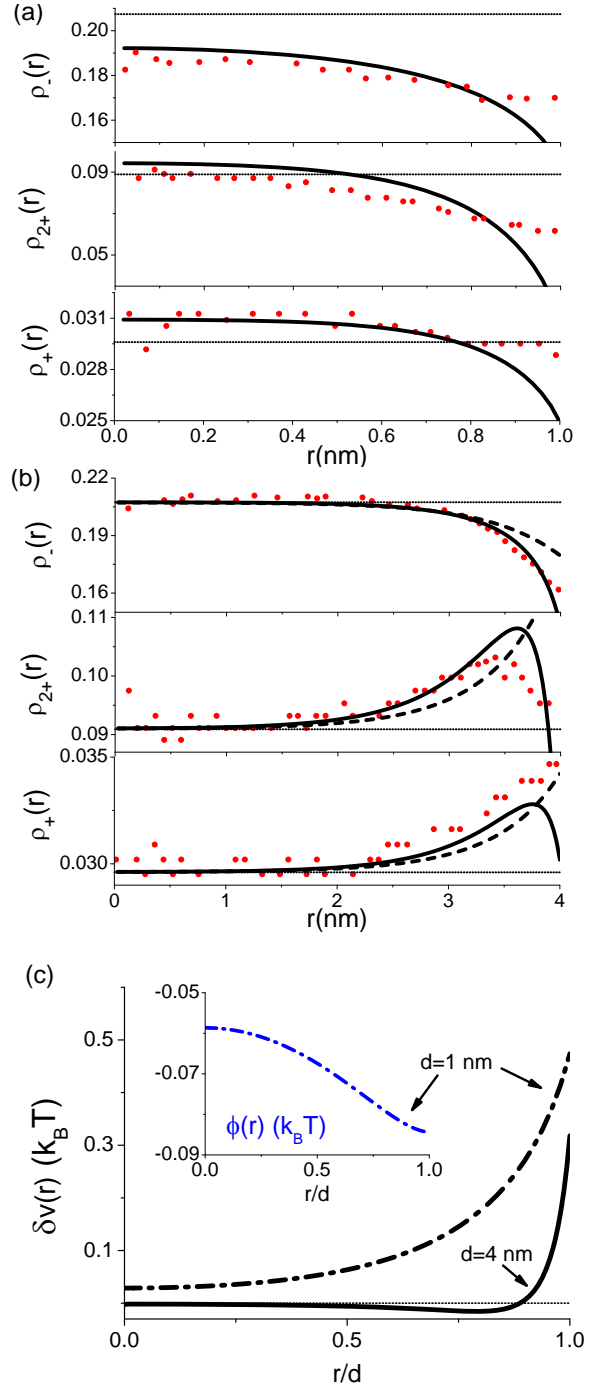 (a)
ρ₋(r)
0.20
0.18
0.16
ρ₂₊(r)
0.09
0.05
ρ₊(r)
0.031
0.028
0.025
0.0 0.2 0.4 0.6 0.8 1.0
r(nm)
(b)
ρ₋(r)
0.22
0.19
0.16
ρ₂₊(r)
0.11
0.10
0.09
ρ₊(r)
0.035
0.030
0 1 2 3 4
r(nm)
(c)
δv(r) (k_BT)
0.5
0.3
0.1
-0.05
-0.07
-0.09
ϕ(r) (k_BT)
0.0 0.5 1.0
r/d
d=1 nm
d=4 nm
0.0 0.5 1.0
r/d